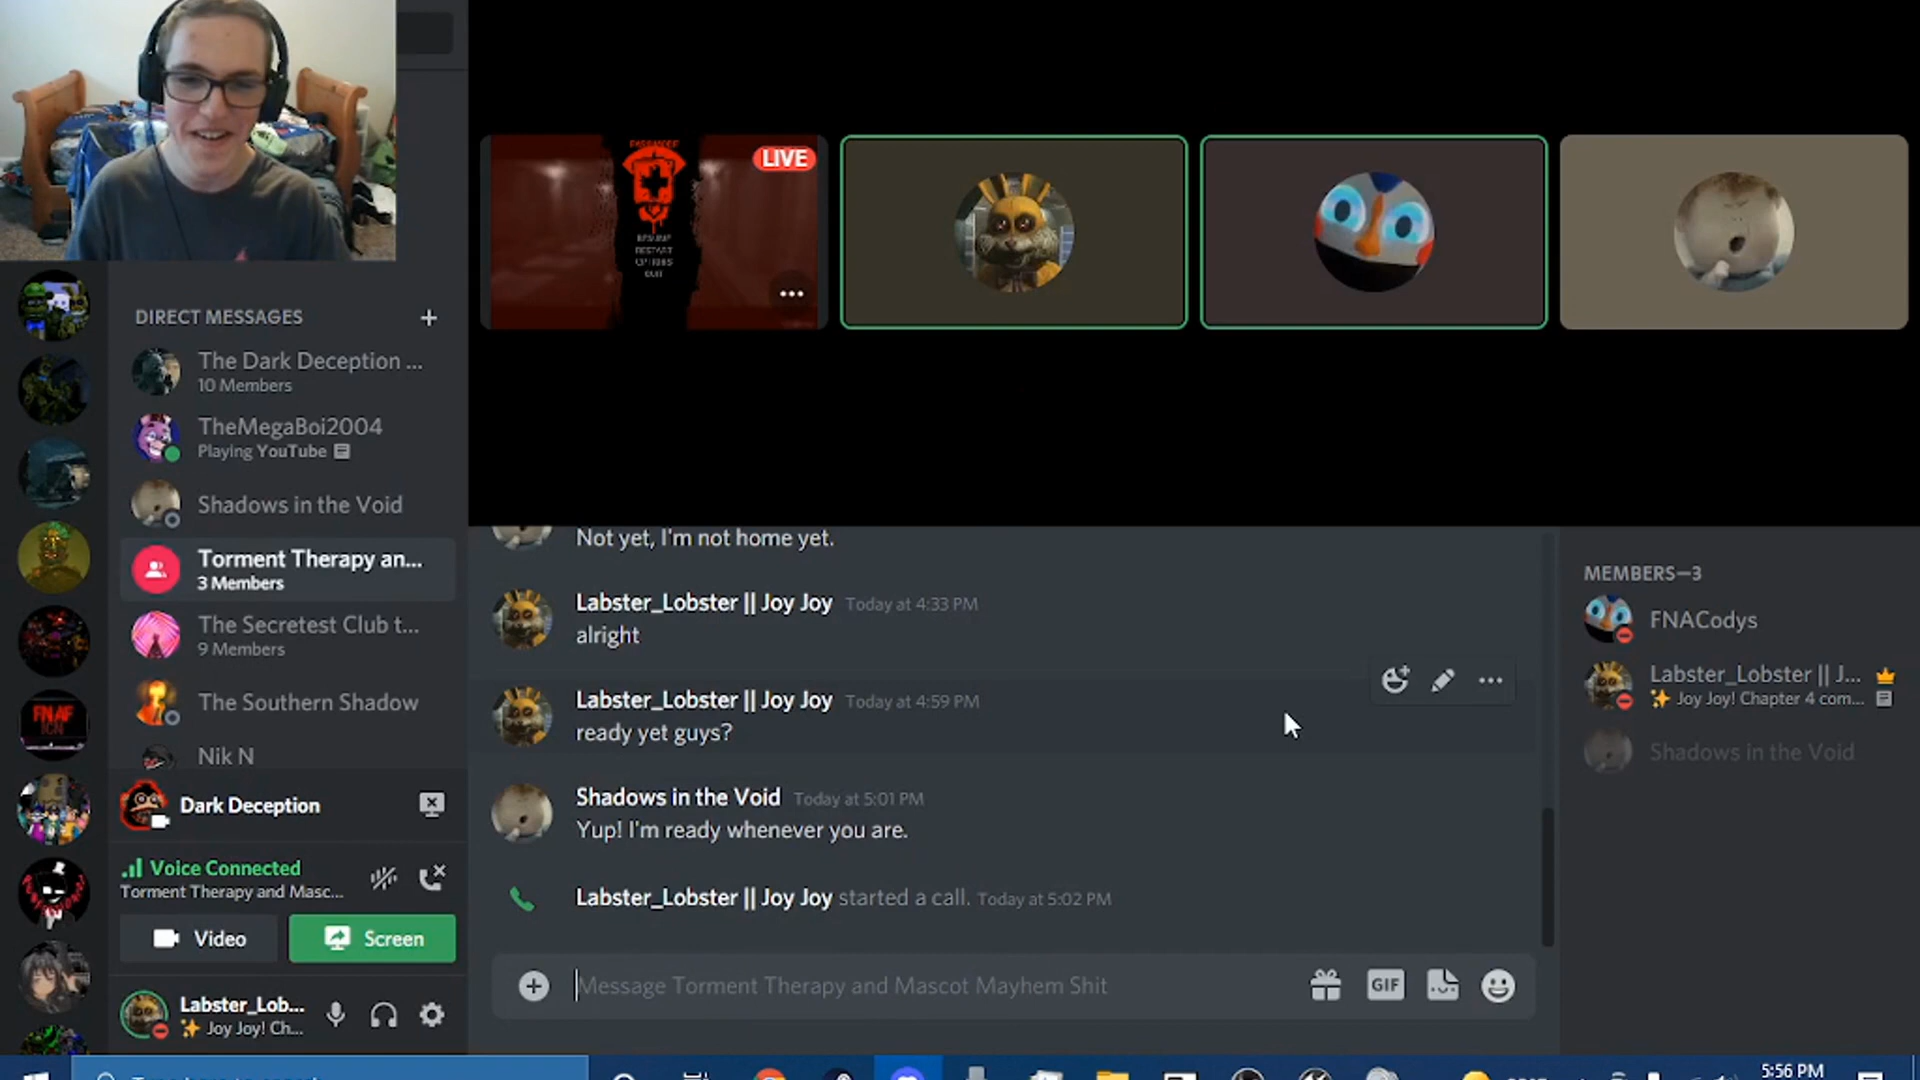 LIVE
RESUME
RESTART
OPTIONS
QUIT
DIRECT MESSAGES
The Dark Deception ...
10 Members
TheMegaBoi2004
Playing YouTube
Shadows in the Void
Torment Therapy an...
3 Members
The Secretest Club t...
9 Members
The Southern Shadow
Nik N
FNAF
Dark Deception
Voice Connected
Torment Therapy and Masc...
Video
Screen
Labster_Lob...
✨ Joy Joy! Ch...
Not yet, I'm not home yet.
Labster_Lobster || Joy Joy Today at 4:33 PM
alright
Labster_Lobster || Joy Joy Today at 4:59 PM
ready yet guys?
Shadows in the Void Today at 5:01 PM
Yup! I'm ready whenever you are.
Labster_Lobster || Joy Joy started a call. Today at 5:02 PM
Message Torment Therapy and Mascot Mayhem Shit
GIF
MEMBERS—3
FNACodys
Labster_Lobster || J...
✨ Joy Joy! Chapter 4 com...
Shadows in the Void
5:56 PM